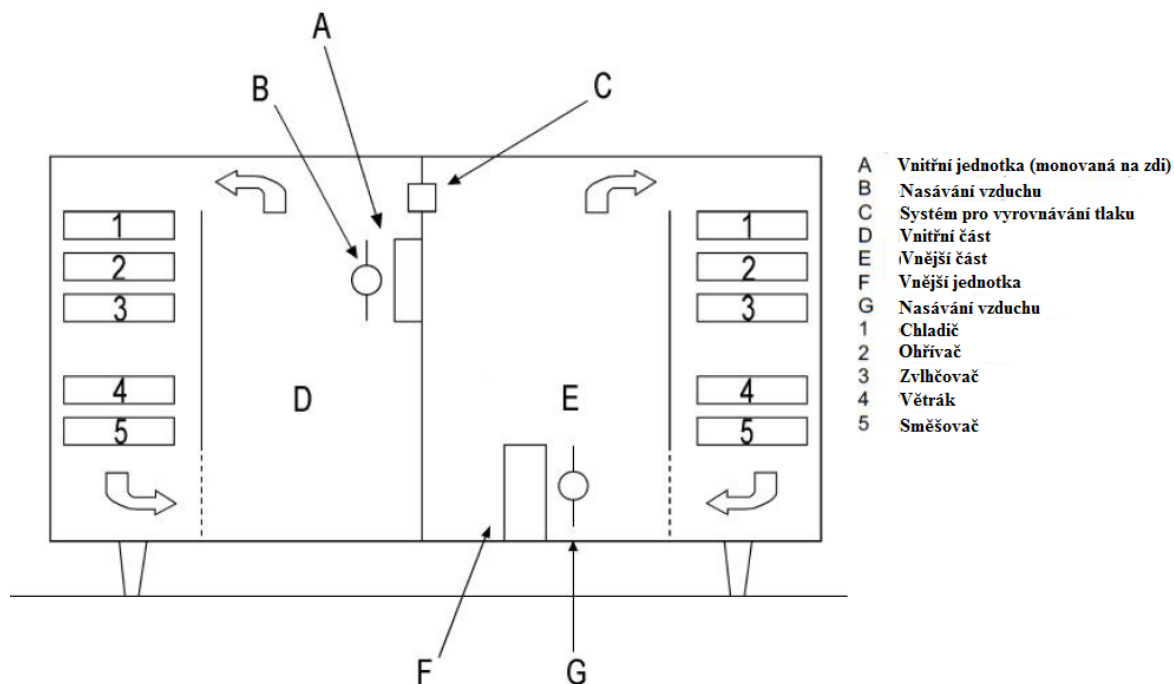 A
B
C
1
2
3
4
5
D
E
1
2
3
4
5
F
G
A Vnitřní jednotka (monovaná na zdi)
B Nasávání vzduchu
C Systém pro vyrovnávání tlaku
D Vnitřní část
E Vnější část
F Vnější jednotka
G Nasávání vzduchu
1 Chladič
2 Ohřívač
3 Zvlhčovač
4 Větrák
5 Směšovač